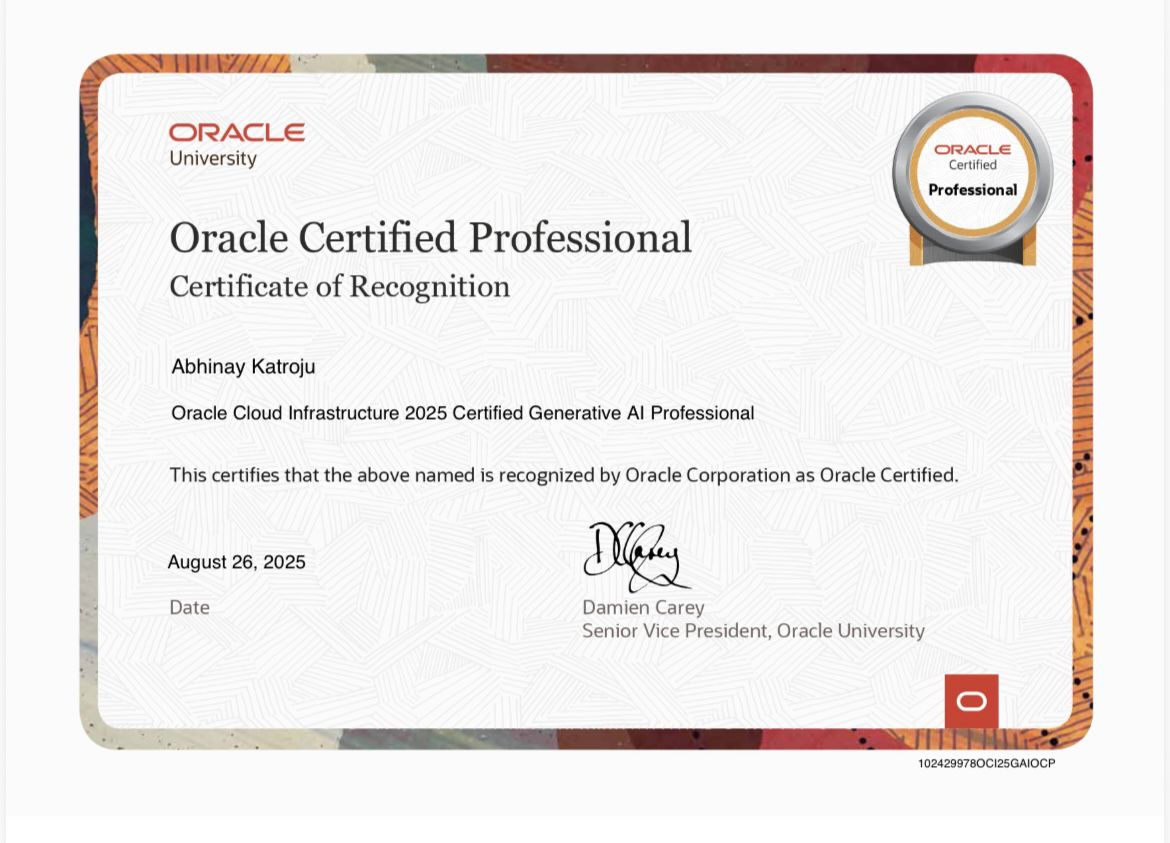 ORACLE
University
ORACLE
Certified
Professional
Oracle Certified Professional
Certificate of Recognition
Abhinay Katroju
Oracle Cloud Infrastructure 2025 Certified Generative AI Professional
This certifies that the above named is recognized by Oracle Corporation as Oracle Certified.
DCarey
August 26, 2025
Date
Damien Carey
Senior Vice President, Oracle University
102429978OCI25GAIOCP